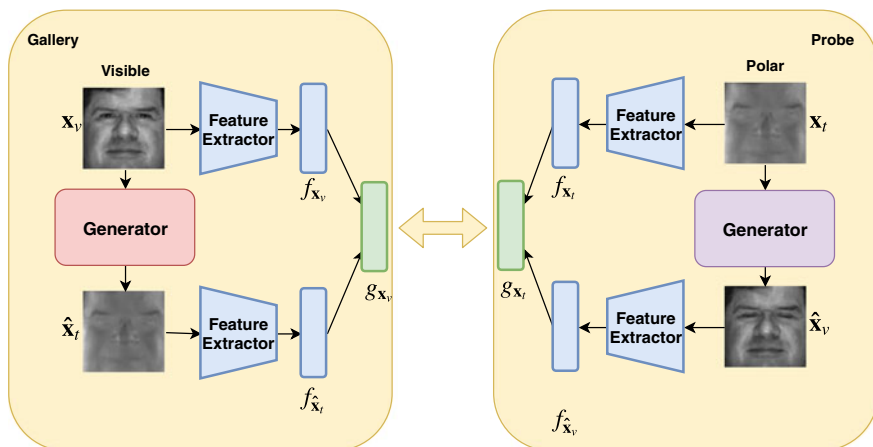 Gallery
Visible
x_v
Feature
Extractor
f_{x_v}
Generator
g_{x_v}
x̂_t
Feature
Extractor
f_{x̂_t}
Probe
Polar
Feature
Extractor
x_t
f_{x_t}
Generator
g_{x_t}
Feature
Extractor
x̂_v
f_{x̂_v}